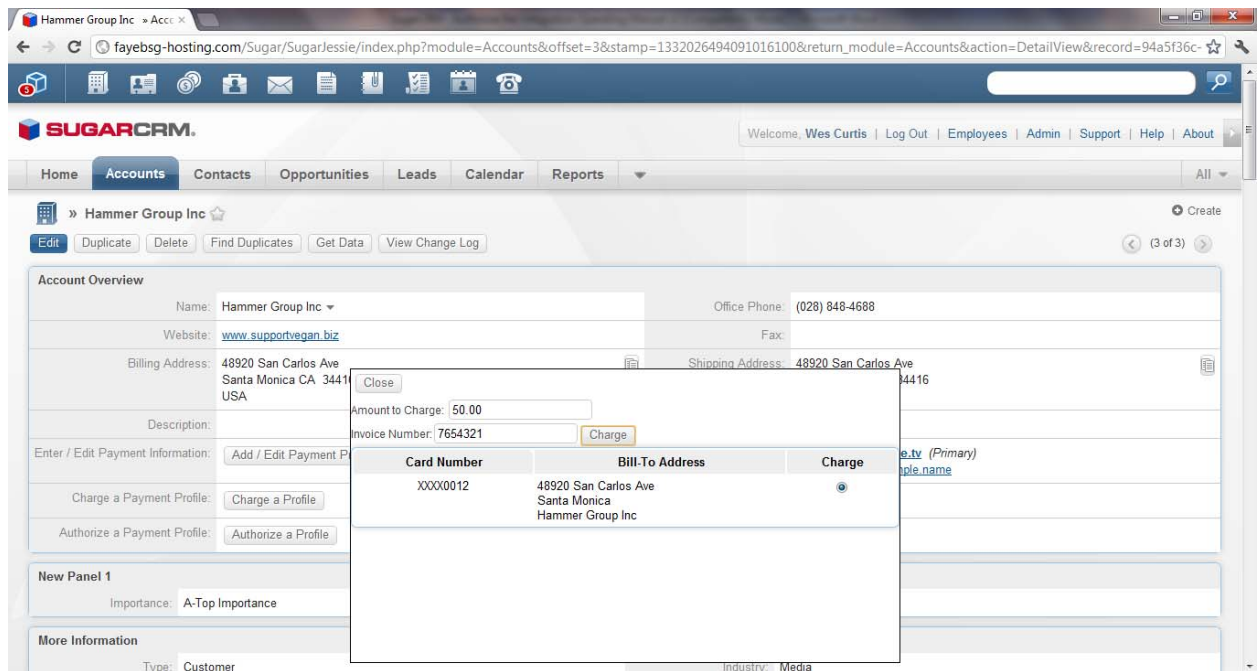 Hammer Group Inc » Acc
fayebsg-hosting.com/Sugar/SugarJessie/index.php?module=Accounts&offset=3&stamp=1332026494091016100&return_module=Accounts&action=DetailView&record=94a5f36c-
SUGARCRM.
Welcome, Wes Curtis | Log Out | Employees | Admin | Support | Help | About
Home Accounts Contacts Opportunities Leads Calendar Reports All
» Hammer Group Inc
Create
Edit Duplicate Delete Find Duplicates Get Data View Change Log
(3 of 3)
Account Overview
Name: Hammer Group Inc
Office Phone: (028) 848-4688
Website: www.supportvegan.biz
Fax:
Billing Address: 48920 San Carlos Ave
Santa Monica CA 3441
USA
Shipping Address: 48920 San Carlos Ave
34416
Description:
Enter / Edit Payment Information: Add / Edit Payment P
e.tv (Primary)
ple.name
Charge a Payment Profile: Charge a Profile
Authorize a Payment Profile: Authorize a Profile
Close
Amount to Charge: 50.00
Invoice Number: 7654321 Charge
Card Number Bill-To Address Charge
XXXX0012 48920 San Carlos Ave
Santa Monica
Hammer Group Inc
New Panel 1
Importance: A-Top Importance
More Information
Type: Customer
Industry: Media